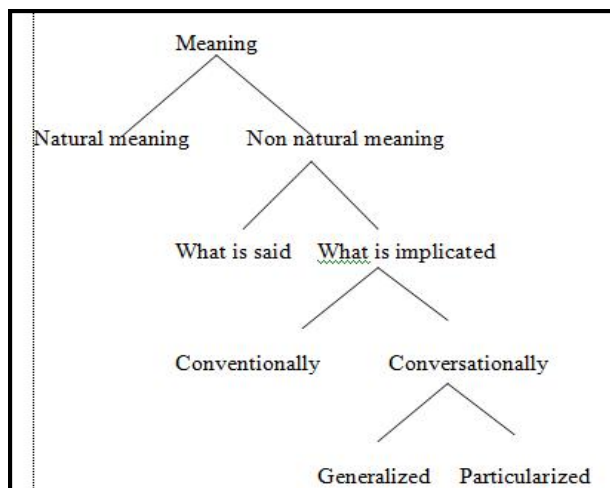 Meaning
Natural meaning Non natural meaning
What is said What is implicated
Conventionally Conversationally
Generalized Particularized